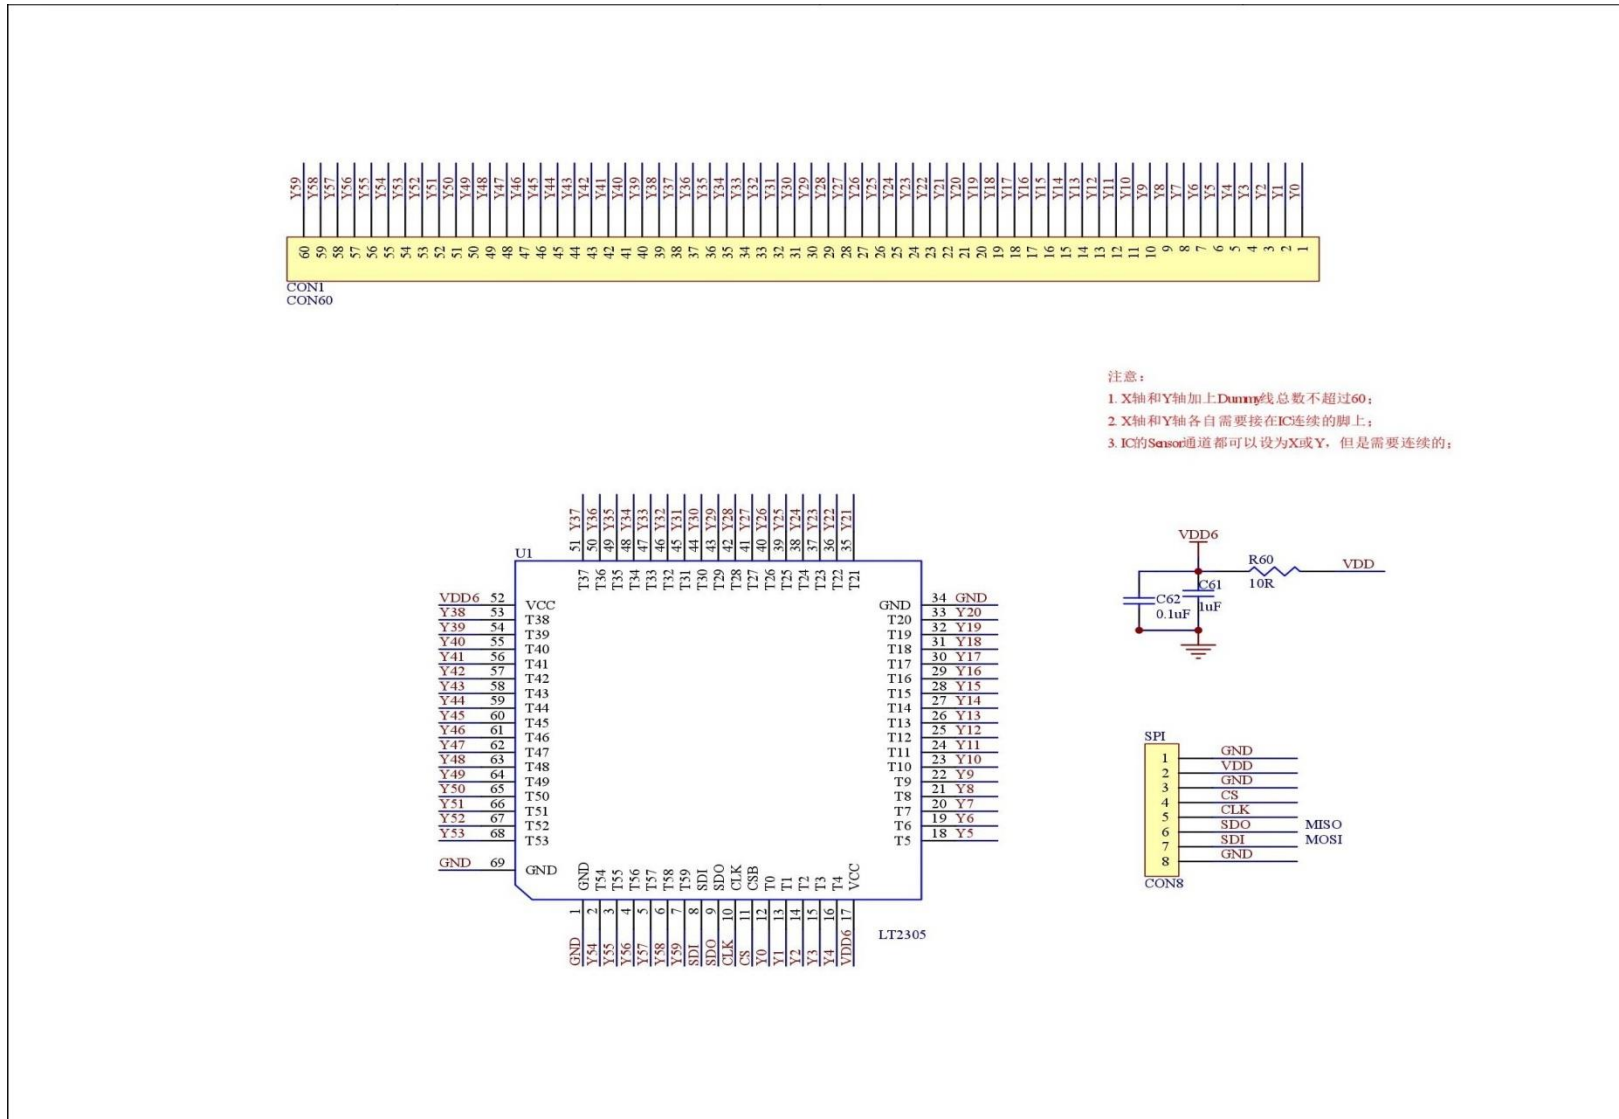 Y59 Y58 Y57 Y56 Y55 Y54 Y53 Y52 Y51 Y50 Y49 Y48 Y47 Y46 Y45 Y44 Y43 Y42 Y41 Y40 Y39 Y38 Y37 Y36 Y35 Y34 Y33 Y32 Y31 Y30 Y29 Y28 Y27 Y26 Y25 Y24 Y23 Y22 Y21 Y20 Y19 Y18 Y17 Y16 Y15 Y14 Y13 Y12 Y11 Y10 Y9 Y8 Y7 Y6 Y5 Y4 Y3 Y2 Y1 Y0
60 59 58 57 56 55 54 53 52 51 50 49 48 47 46 45 44 43 42 41 40 39 38 37 36 35 34 33 32 31 30 29 28 27 26 25 24 23 22 21 20 19 18 17 16 15 14 13 12 11 10 9 8 7 6 5 4 3 2 1
CON1
CON60
注意：
1. X轴和Y轴加上Dummy线总数不超过60；
2. X轴和Y轴各自需要接在IC连续的脚上；
3. IC的Sensor通道都可以设为X或Y，但是需要连续的；
Y37 Y36 Y35 Y34 Y33 Y32 Y31 Y30 Y29 Y28 Y27 Y26 Y25 Y24 Y23 Y22 Y21
51 50 49 48 47 46 45 44 43 42 41 40 39 38 37 36 35
U1
T37 T36 T35 T34 T33 T32 T31 T30 T29 T28 T27 T26 T25 T24 T23 T22 T21
VDD6 52 VCC GND 34 GND
Y38 53 T38 T20 33 Y20
Y39 54 T39 T19 32 Y19
Y40 55 T40 T18 31 Y18
Y41 56 T41 T17 30 Y17
Y42 57 T42 T16 29 Y16
Y43 58 T43 T15 28 Y15
Y44 59 T44 T14 27 Y14
Y45 60 T45 T13 26 Y13
Y46 61 T46 T12 25 Y12
Y47 62 T47 T11 24 Y11
Y48 63 T48 T10 23 Y10
Y49 64 T49 T9 22 Y9
Y50 65 T50 T8 21 Y8
Y51 66 T51 T7 20 Y7
Y52 67 T52 T6 19 Y6
Y53 68 T53 T5 18 Y5
GND 69 GND
GND T54 T55 T56 T57 T58 T59 SDI SDO CLK CSB T0 T1 T2 T3 T4 VCC
1 2 3 4 5 6 7 8 9 10 11 12 13 14 15 16 17
GND Y54 Y55 Y56 Y57 Y58 Y59 SDI SDO CLK CS Y0 Y1 Y2 Y3 Y4 VDD6
LT2305
VDD6
R60
VDD
10R
C61
1uF
C62
0.1uF
SPI
1 GND
2 VDD
3 GND
4 CS
5 CLK
6 SDO MISO
7 SDI MOSI
8 GND
CON8